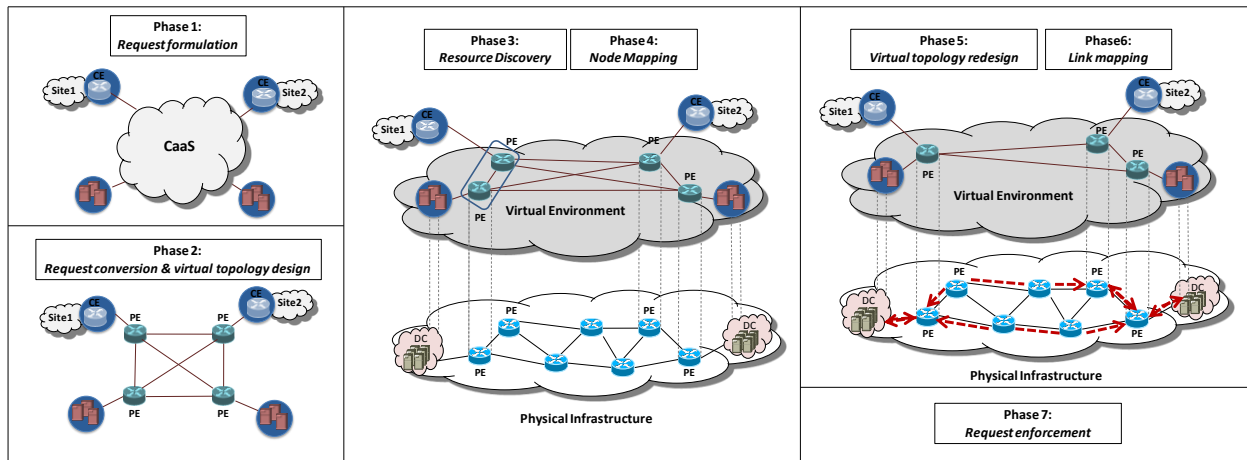 Phase 1:
Request formulation
CE
Site1
CE
Site2
CaaS
Phase 2:
Request conversion & virtual topology design
CE
Site1
CE
Site2
PE
PE
PE
PE
Phase 3:
Resource Discovery
Phase 4:
Node Mapping
Site1
CE
CE
Site2
PE
PE
PE
PE
Virtual Environment
DC
PE
PE
PE
PE
DC
Physical Infrastructure
Phase 5:
Virtual topology redesign
Phase6:
Link mapping
Site1
CE
CE
Site2
PE
PE
PE
Virtual Environment
DC
PE
PE
PE
PE
DC
Physical Infrastructure
Phase 7:
Request enforcement